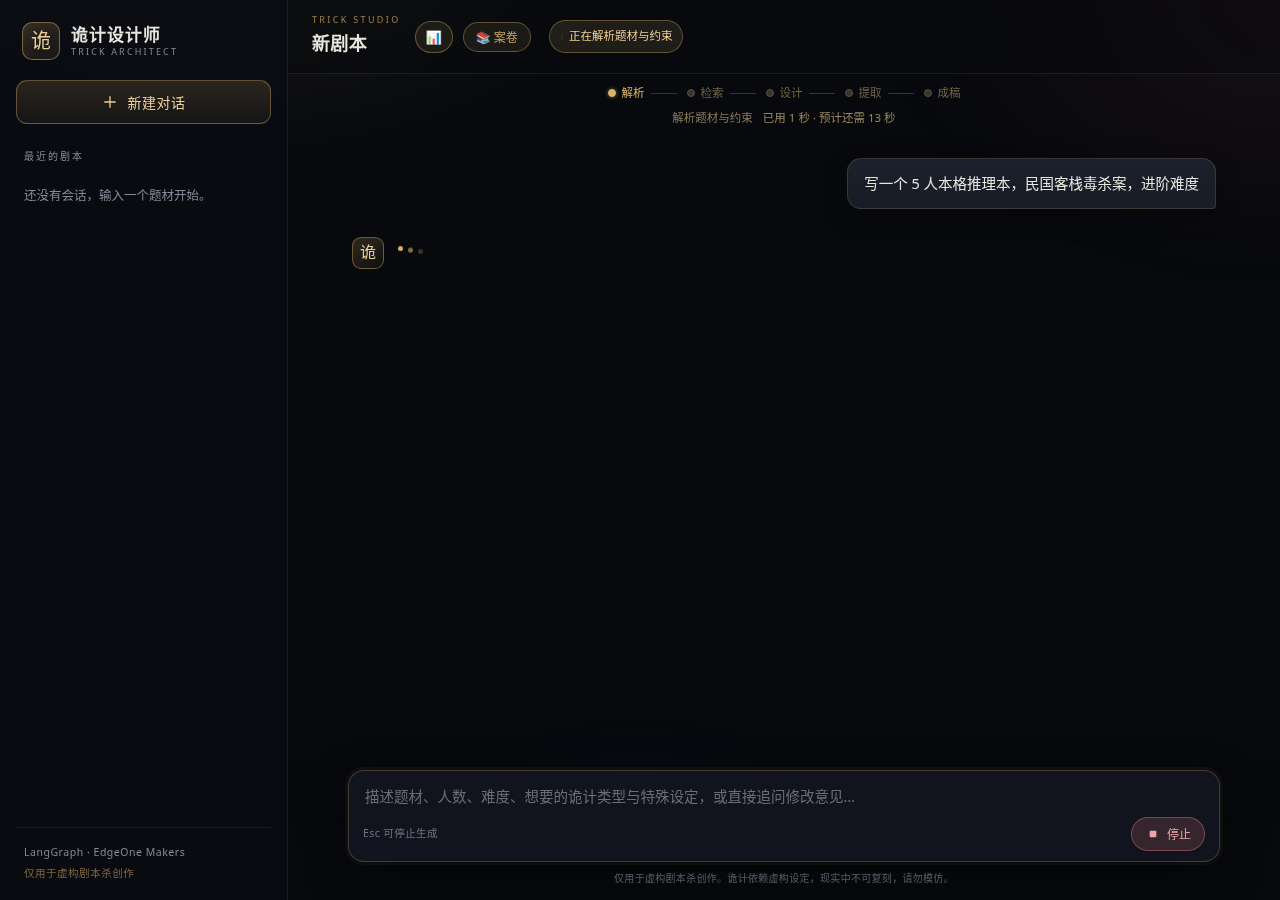 诡
诡计设计师
TRICK ARCHITECT
新建对话
最近的剧本
还没有会话，输入一个题材开始。
LangGraph · EdgeOne Makers
仅用于虚构剧本杀创作
TRICK STUDIO
新剧本
案卷
正在解析题材与约束
解析
检索
设计
提取
成稿
解析题材与约束 已用 1 秒 · 预计还需 13 秒
写一个 5 人本格推理本，民国客栈毒杀案，进阶难度
诡
描述题材、人数、难度、想要的诡计类型与特殊设定，或直接追问修改意见…
Esc 可停止生成
停止
仅用于虚构剧本杀创作。诡计依赖虚构设定，现实中不可复刻，请勿模仿。